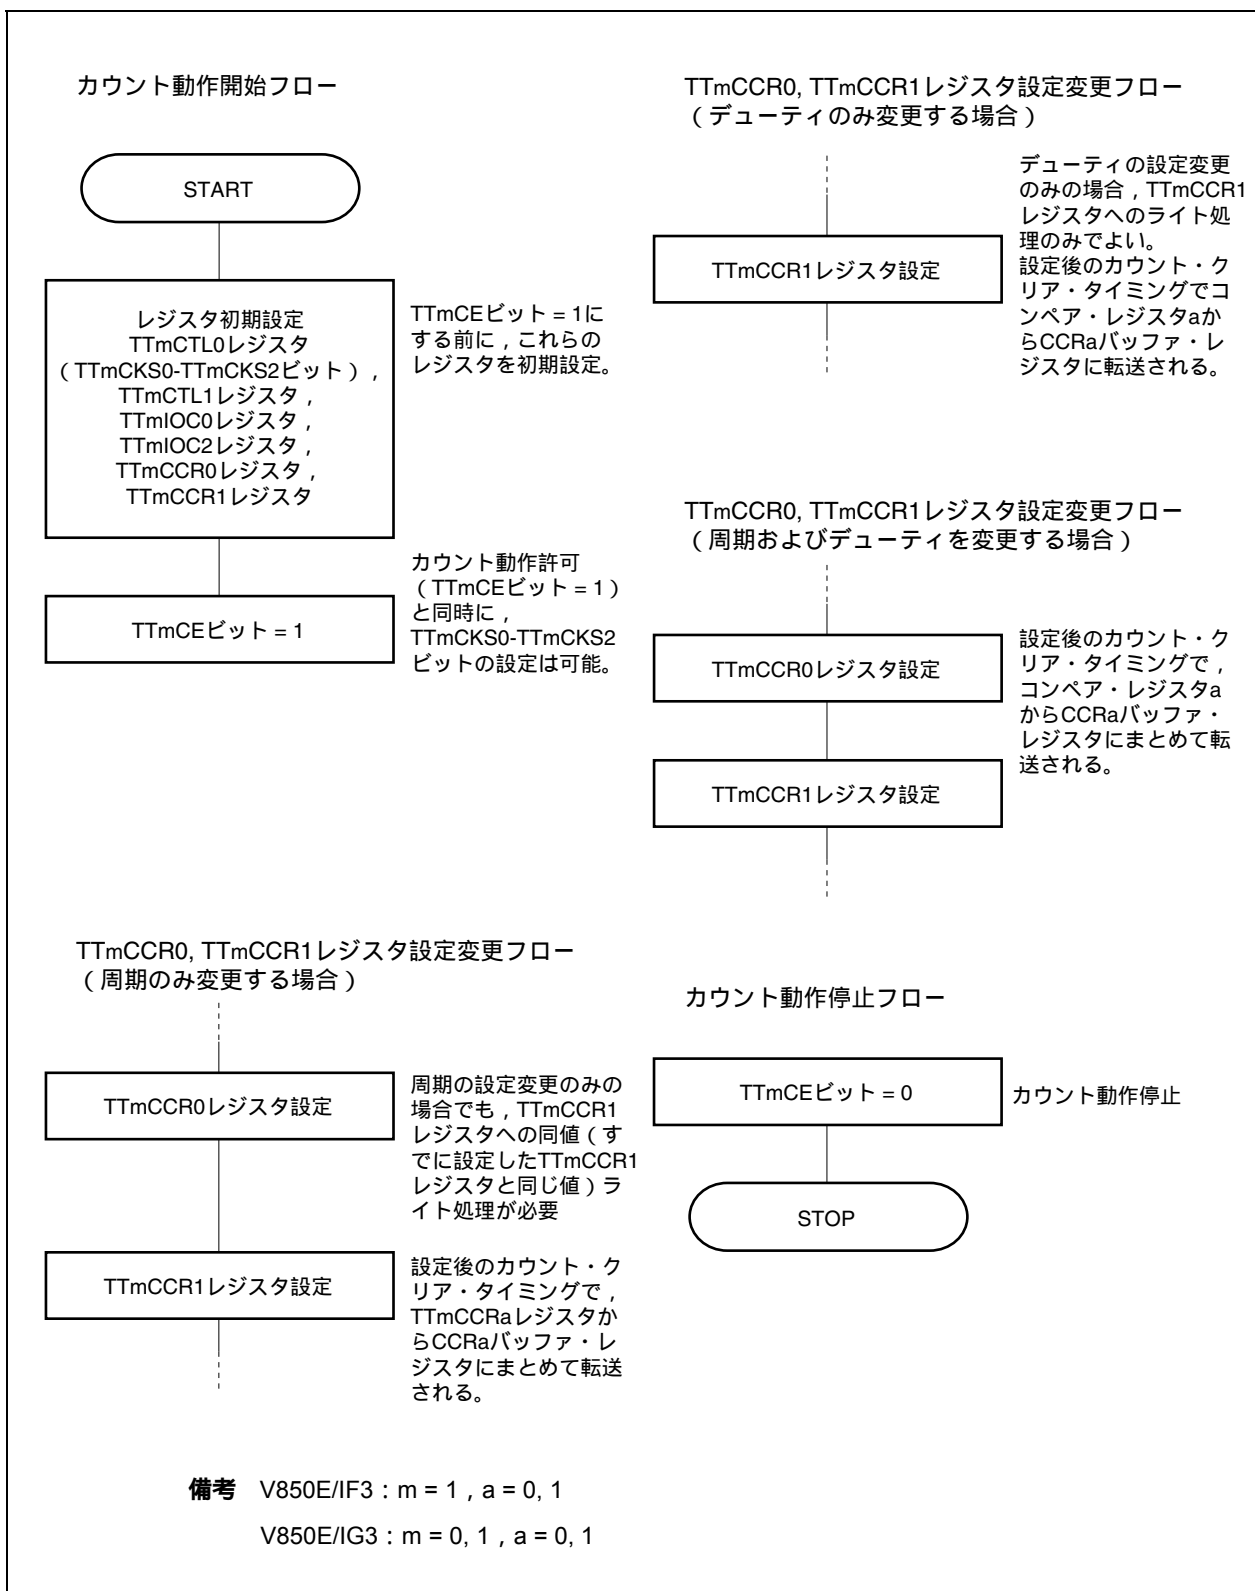 カウント動作開始フロー
START
レジスタ初期設定
TTmCTL0レジスタ
（TTmCKS0-TTmCKS2ビット），
TTmCTL1レジスタ，
TTmIOC0レジスタ，
TTmIOC2レジスタ，
TTmCCR0レジスタ，
TTmCCR1レジスタ
TTmCEビット = 1に
する前に，これらの
レジスタを初期設定。
TTmCEビット = 1
カウント動作許可
（TTmCEビット = 1）
と同時に，
TTmCKS0-TTmCKS2
ビットの設定は可能。
TTmCCR0, TTmCCR1レジスタ設定変更フロー
（周期のみ変更する場合）
TTmCCR0レジスタ設定
周期の設定変更のみの
場合でも，TTmCCR1
レジスタへの同値（す
でに設定したTTmCCR1
レジスタと同じ値）ラ
イト処理が必要
TTmCCR1レジスタ設定
設定後のカウント・ク
リア・タイミングで，
TTmCCRaレジスタか
らCCRaバッファ・レ
ジスタにまとめて転送
される。
TTmCCR0, TTmCCR1レジスタ設定変更フロー
（デューティのみ変更する場合）
TTmCCR1レジスタ設定
デューティの設定変更
のみの場合，TTmCCR1
レジスタへのライト処
理のみでよい。
設定後のカウント・ク
リア・タイミングでコ
ンペア・レジスタaか
らCCRaバッファ・レ
ジスタに転送される。
TTmCCR0, TTmCCR1レジスタ設定変更フロー
（周期およびデューティを変更する場合）
TTmCCR0レジスタ設定
設定後のカウント・ク
リア・タイミングで，
コンペア・レジスタa
からCCRaバッファ・
レジスタにまとめて転
送される。
TTmCCR1レジスタ設定
カウント動作停止フロー
TTmCEビット = 0
カウント動作停止
STOP
備考 V850E/IF3：m = 1，a = 0, 1
V850E/IG3：m = 0, 1，a = 0, 1